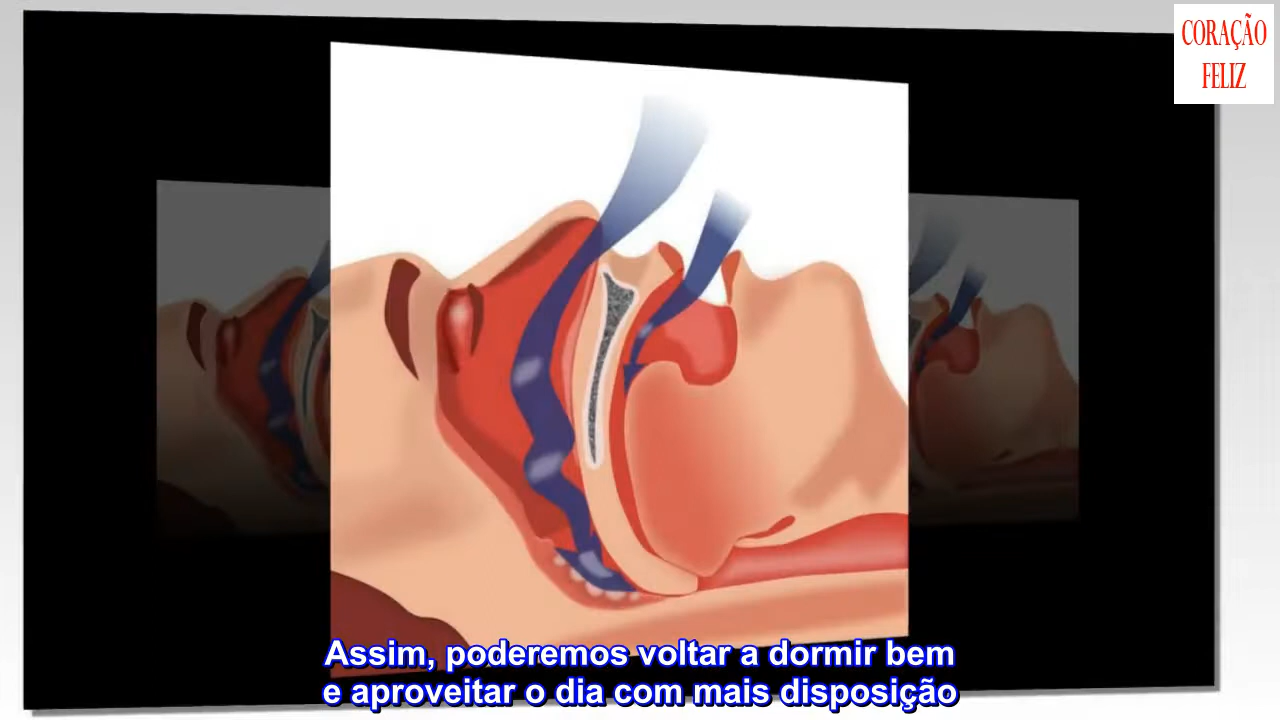 CORAÇÃO
FELIZ
Assim, poderemos voltar a dormir bem
e aproveitar o dia com mais disposição